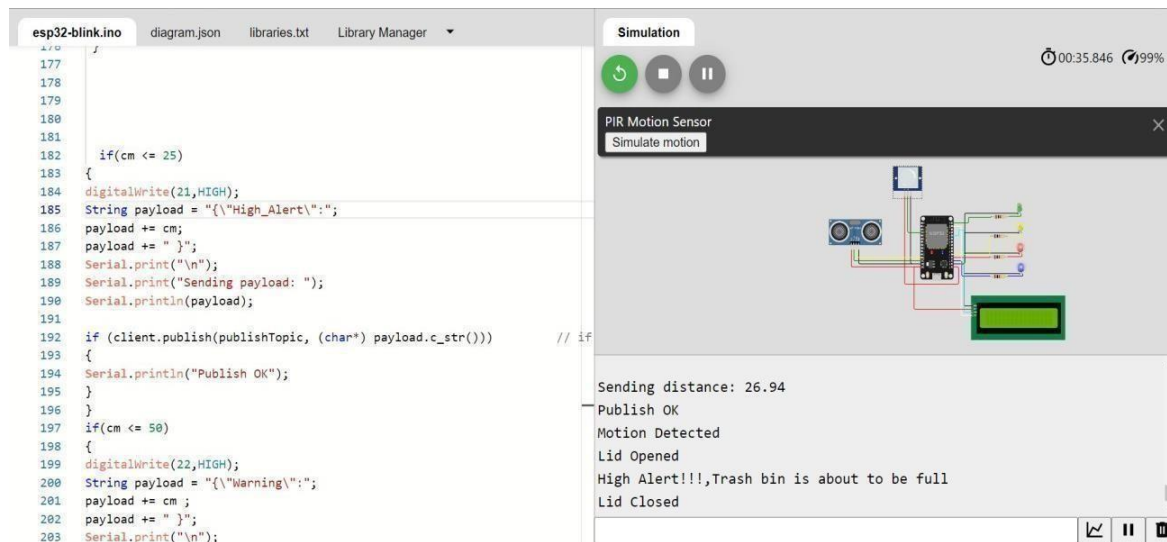 esp32-blink.ino diagram.json libraries.txt Library Manager
176 }
177
178
179
180
181
182 if(cm <= 25)
183 {
184 digitalWrite(21,HIGH);
185 String payload = "{\"High_Alert\":";
186 payload += cm;
187 payload += " }";
188 Serial.print("\n");
189 Serial.print("Sending payload: ");
190 Serial.println(payload);
191
192 if (client.publish(publishTopic, (char*) payload.c_str())) // if
193 {
194 Serial.println("Publish OK");
195 }
196 }
197 if(cm <= 50)
198 {
199 digitalWrite(22,HIGH);
200 String payload = "{\"Warning\":";
201 payload += cm ;
202 payload += " }";
203 Serial.print("\n");
Simulation
00:35.846 99%
PIR Motion Sensor
Simulate motion
Sending distance: 26.94
Publish OK
Motion Detected
Lid Opened
High Alert!!!,Trash bin is about to be full
Lid Closed